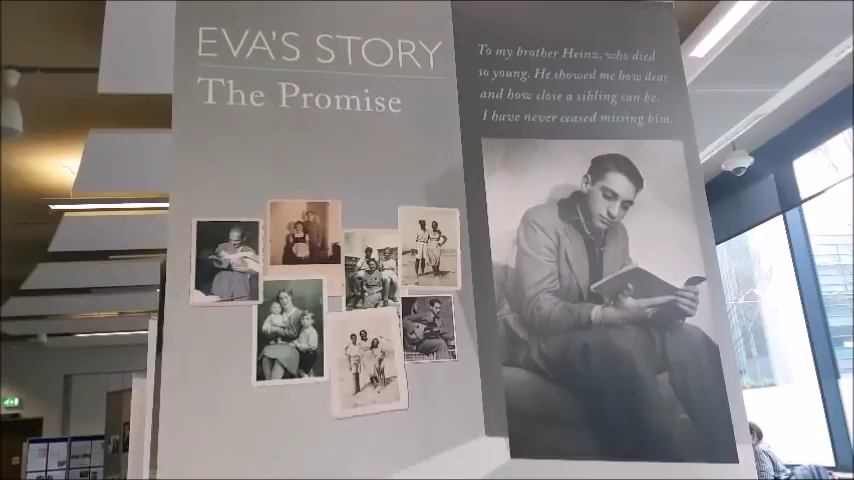 EVA'S STORY
The Promise
To my brother Heinz, who died
so young. He showed me how dear
and how close a sibling can be.
I have never ceased missing him.